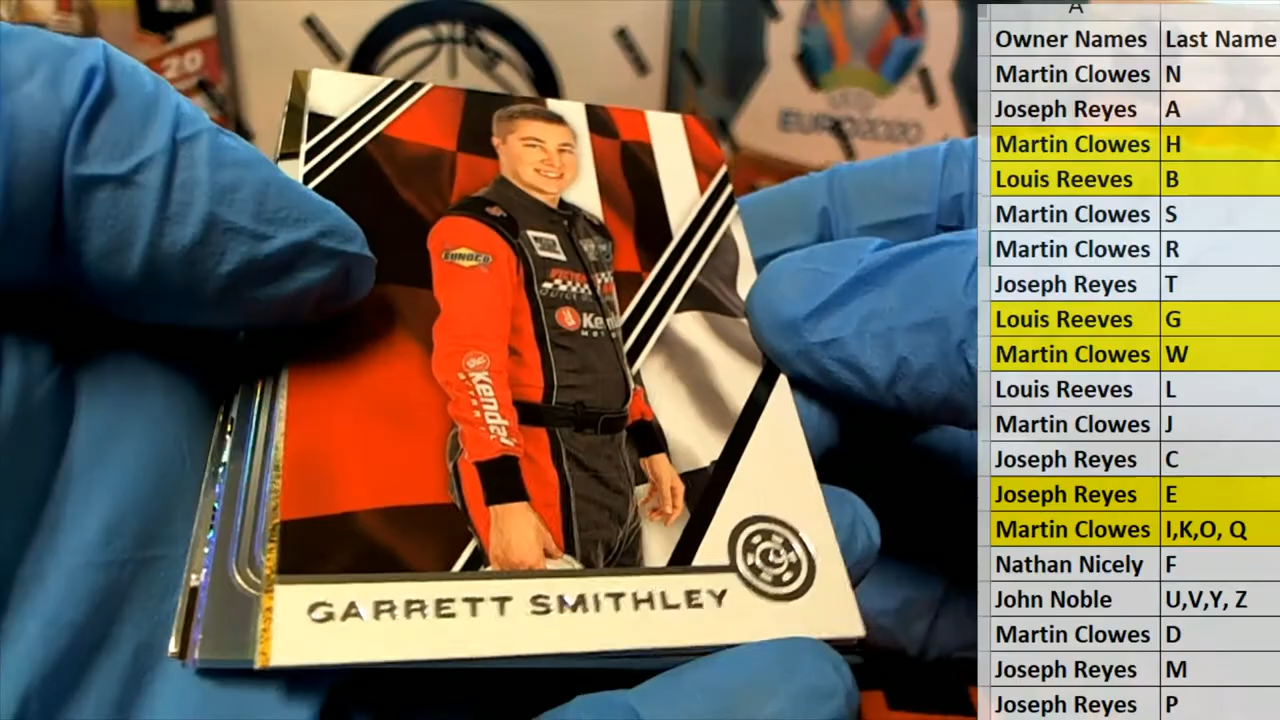 20
EURO2020
SUNOCO
Kendall
Ken
GARRETT SMITHLEY
A
Owner Names Last Name
Martin Clowes N
Joseph Reyes A
Martin Clowes H
Louis Reeves B
Martin Clowes S
Martin Clowes R
Joseph Reyes T
Louis Reeves G
Martin Clowes W
Louis Reeves L
Martin Clowes J
Joseph Reyes C
Joseph Reyes E
Martin Clowes I,K,O, Q
Nathan Nicely F
John Noble U,V,Y, Z
Martin Clowes D
Joseph Reyes M
Joseph Reyes P